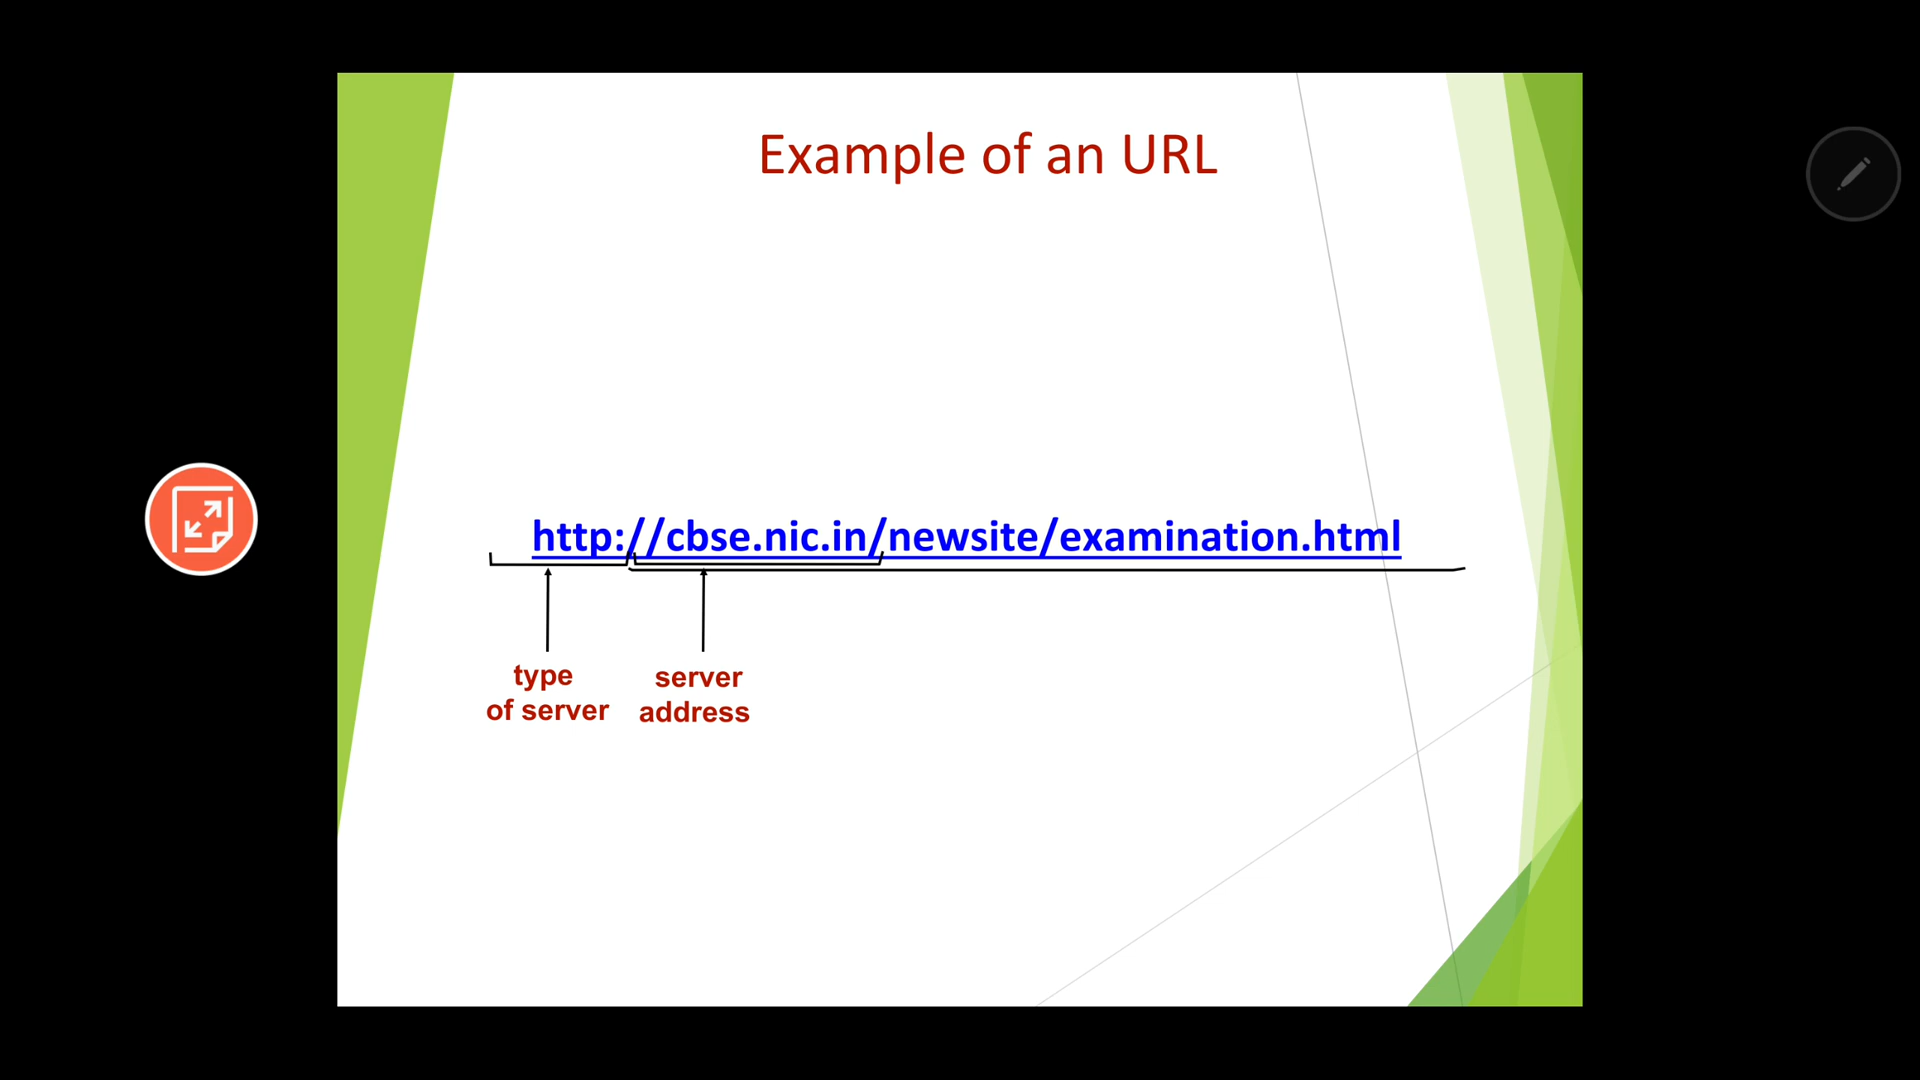 Example of an URL
http://cbse.nic.in/newsite/examination.html
type
of server
server
address